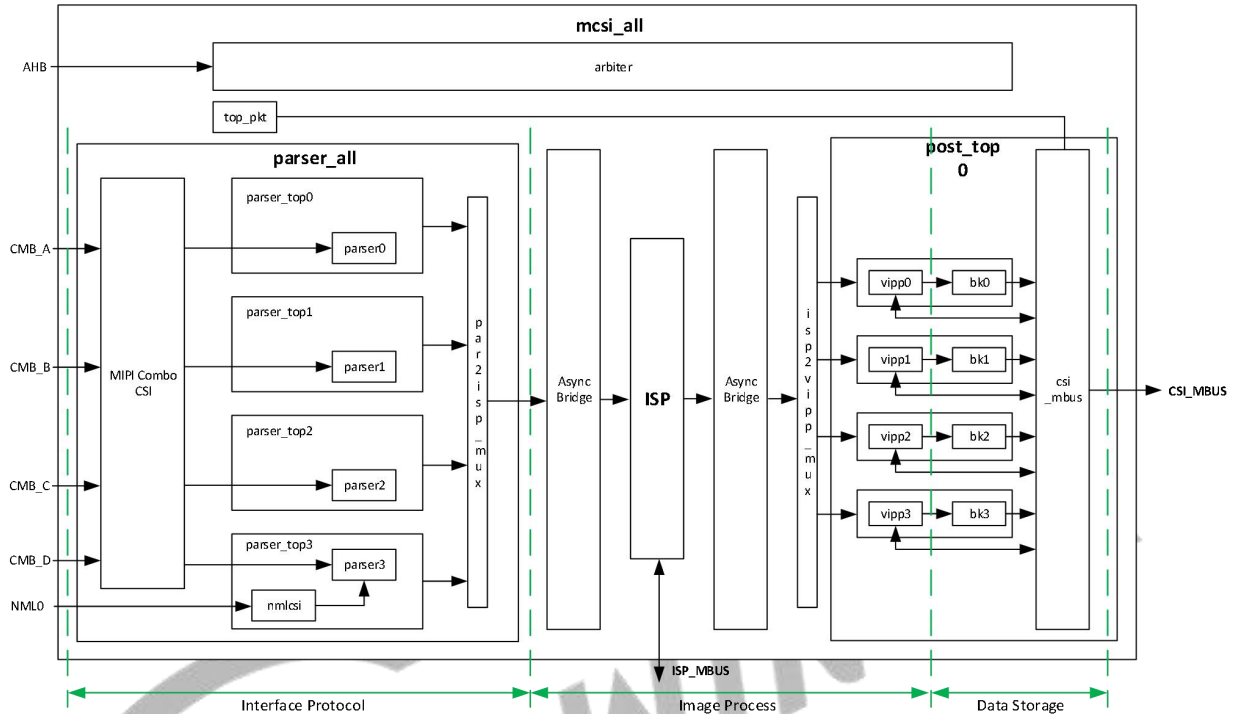 mcsi_all
AHB
arbiter
top_pkt
parser_all
post_top
0
parser_top0
CMB_A
parser0
parser_top1
CMB_B
parser1
MIPI Combo
CSI
parser_top2
CMB_C
parser2
parser_top3
CMB_D
parser3
NML0
nmlcsi
par2isp_mux
Async
Bridge
ISP
ISP_MBUS
Async
Bridge
isp2vipp_mux
vipp0
bk0
vipp1
bk1
vipp2
bk2
vipp3
bk3
csi
_mbus
CSI_MBUS
Interface Protocol
Image Process
Data Storage